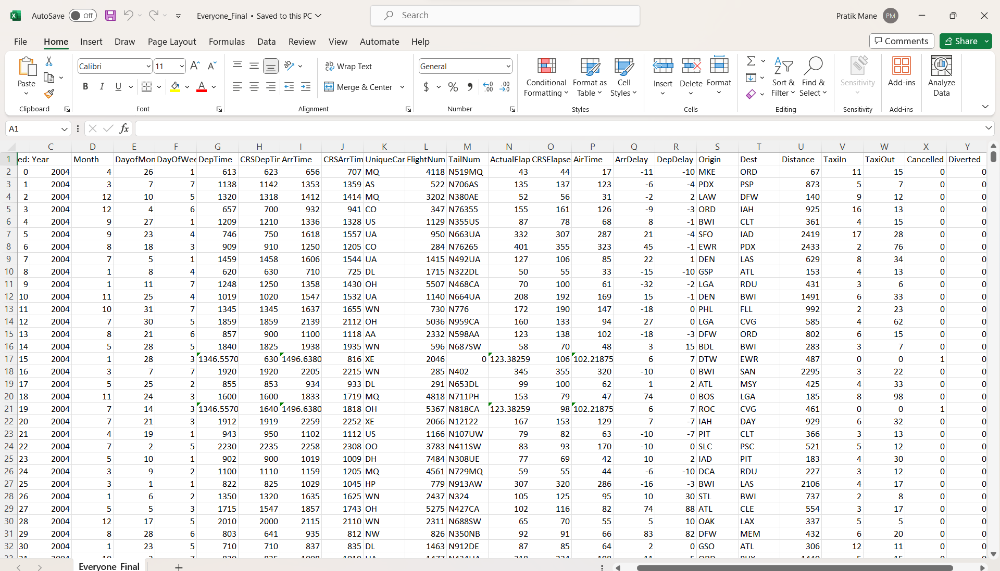 AutoSave Off Everyone_Final • Saved to this PC Search Pratik Mane PM
File Home Insert Draw Page Layout Formulas Data Review View Automate Help Comments Share
Paste Calibri 11 Wrap Text General Conditional Formatting Format as Table Cell Styles Insert Delete Format Sort & Filter Find & Select Sensitivity Add-ins Analyze Data
B I U Merge & Center $ %
Clipboard Font Alignment Number Styles Cells Editing Sensitivity Add-ins
A1 fx
C D E F G H I J K L M N O P Q R S T U V W X Y
1 ed: Year Month DayofMon DayOfWee DepTime CRSDepTir ArrTime CRSArrTim UniqueCar FlightNum TailNum ActualElap CRSElapse AirTime ArrDelay DepDelay Origin Dest Distance TaxiIn TaxiOut Cancelled Diverted
2 0 2004 4 26 1 613 623 656 707 MQ 4118 N519MQ 43 44 17 -11 -10 MKE ORD 67 11 15 0 0
3 1 2004 3 7 7 1138 1142 1353 1359 AS 522 N706AS 135 137 123 -6 -4 PDX PSP 873 5 7 0 0
4 2 2004 12 10 5 1320 1318 1412 1414 MQ 3202 N380AE 52 56 31 -2 2 LAW DFW 140 9 12 0 0
5 3 2004 12 4 6 657 700 932 941 CO 347 N76355 155 161 126 -9 -3 ORD IAH 925 16 13 0 0
6 4 2004 9 27 1 1209 1210 1336 1328 US 1129 N355US 87 78 68 8 -1 BWI CLT 361 4 15 0 0
7 5 2004 9 23 4 746 750 1618 1557 UA 950 N663UA 332 307 287 21 -4 SFO IAD 2419 17 28 0 0
8 6 2004 8 18 3 909 910 1250 1205 CO 284 N76265 401 355 323 45 -1 EWR PDX 2433 2 76 0 0
9 7 2004 7 5 1 1459 1458 1606 1544 UA 1415 N492UA 127 106 85 22 1 DEN LAS 629 8 34 0 0
10 8 2004 1 8 4 620 630 710 725 DL 1715 N322DL 50 55 33 -15 -10 GSP ATL 153 4 13 0 0
11 9 2004 1 11 7 1248 1250 1358 1430 OH 5507 N468CA 70 100 61 -32 -2 LGA RDU 431 3 6 0 0
12 10 2004 11 25 4 1019 1020 1547 1532 UA 1140 N664UA 208 192 169 15 -1 DEN BWI 1491 6 33 0 0
13 11 2004 10 31 7 1345 1345 1637 1655 WN 730 N776 172 190 147 -18 0 PHL FLL 992 2 23 0 0
14 12 2004 7 30 5 1859 1859 2139 2112 OH 5036 N959CA 160 133 94 27 0 LGA CVG 585 4 62 0 0
15 13 2004 8 21 6 857 900 1100 1118 AA 2332 N598AA 123 138 102 -18 -3 DFW ORD 802 6 15 0 0
16 14 2004 5 28 5 1840 1825 1938 1935 WN 596 N687SW 58 70 48 3 15 BDL BWI 283 3 7 0 0
17 15 2004 1 28 3 1346.5570 630 1496.6380 816 XE 2046 0 123.38259 106 102.21875 6 7 DTW EWR 487 0 0 1 0
18 16 2004 3 7 7 1920 1920 2205 2215 WN 285 N402 345 355 320 -10 0 BWI SAN 2295 3 22 0 0
19 17 2004 5 25 2 855 853 934 933 DL 291 N653DL 99 100 62 1 2 ATL MSY 425 4 33 0 0
20 18 2004 11 24 3 1600 1600 1833 1719 MQ 4818 N711PH 153 79 47 74 0 BOS LGA 185 8 98 0 0
21 19 2004 7 14 3 1346.5570 1640 1496.6380 1818 OH 5367 N818CA 123.38259 98 102.21875 6 7 ROC CVG 461 0 0 1 0
22 20 2004 7 21 3 1912 1919 2259 2252 XE 2066 N12122 167 153 129 7 -7 IAH DAY 929 6 32 0 0
23 21 2004 4 19 1 943 950 1102 1112 US 1166 N107UW 79 82 63 -10 -7 PIT CLT 366 3 13 0 0
24 22 2004 7 2 5 2230 2235 2258 2308 OO 3783 N411SW 83 93 170 -10 0 SLC PSC 521 5 12 0 0
25 23 2004 5 10 1 902 900 1019 1009 DH 7484 N308UE 77 69 42 10 2 IAD PIT 183 4 30 0 0
26 24 2004 3 9 2 1100 1110 1159 1205 MQ 4561 N729MQ 59 55 44 -6 -10 DCA RDU 227 3 12 0 0
27 25 2004 3 1 1 822 825 1029 1045 HP 779 N913AW 307 320 286 -16 -3 BWI LAS 2106 4 17 0 0
28 26 2004 1 6 2 1350 1320 1635 1625 WN 2437 N324 105 125 95 10 30 STL BWI 737 2 8 0 0
29 27 2004 5 5 3 1715 1547 1857 1743 OH 5275 N427CA 102 116 82 74 88 ATL CLE 554 3 17 0 0
30 28 2004 12 17 5 2010 2000 2115 2110 WN 2311 N688SW 65 70 55 5 10 OAK LAX 337 5 5 0 0
31 29 2004 8 28 6 803 641 935 812 NW 826 N350NB 92 91 66 83 82 DFW MEM 432 6 20 0 0
32 30 2004 1 23 5 710 710 837 835 DL 1463 N912DE 87 85 64 2 0 GSO ATL 306 12 11 0 0
Everyone_Final